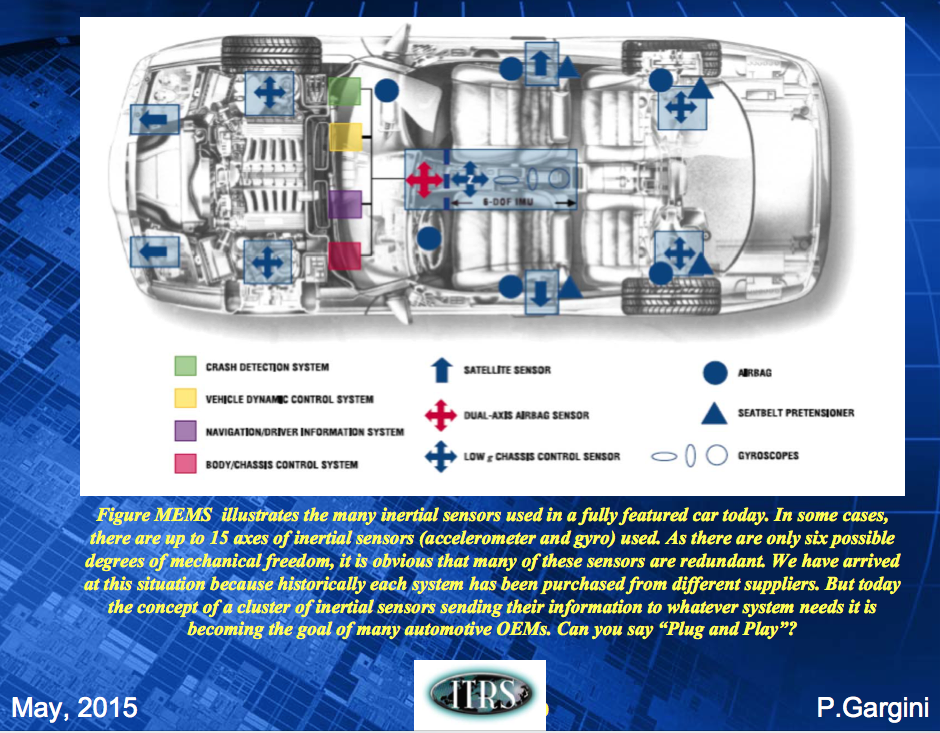 Z
6-DOF IMU
CRASH DETECTION SYSTEM
VEHICLE DYNAMIC CONTROL SYSTEM
NAVIGATION/DRIVER INFORMATION SYSTEM
BODY/CHASSIS CONTROL SYSTEM
SATELLITE SENSOR
DUAL-AXIS AIRBAG SENSOR
LOW g CHASSIS CONTROL SENSOR
AIRBAG
SEATBELT PRETENSIONER
GYROSCOPES
Figure MEMS illustrates the many inertial sensors used in a fully featured car today. In some cases,
there are up to 15 axes of inertial sensors (accelerometer and gyro) used. As there are only six possible
degrees of mechanical freedom, it is obvious that many of these sensors are redundant. We have arrived
at this situation because historically each system has been purchased from different suppliers. But today
the concept of a cluster of inertial sensors sending their information to whatever system needs it is
becoming the goal of many automotive OEMs. Can you say “Plug and Play”?
May, 2015
ITRS
P.Gargini